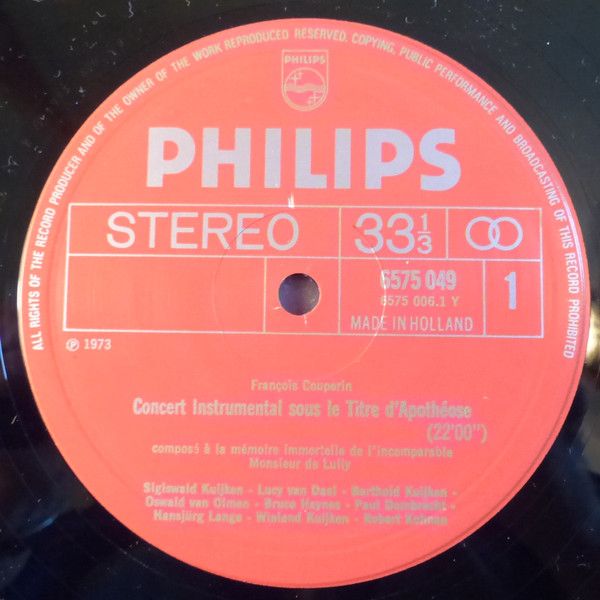 ALL RIGHTS OF THE RECORD PRODUCER AND OF THE OWNER OF THE WORK REPRODUCED RESERVED. COPYING, PUBLIC PERFORMANCE AND BROADCASTING OF THIS RECORD PROHIBITED
PHILIPS
PHILIPS
STEREO
33 1/3
6575 049
6575 006.1 Y
1
MADE IN HOLLAND
℗ 1973
François Couperin
Concert Instrumental sous le Titre d'Apothéose
(22'00")
composé à la mémoire immortelle de l'incomparable
Monsieur de Lully
Sigiswald Kuijken - Lucy van Dael - Barthold Kuijken -
Oswald van Olmen - Bruce Haynes - Paul Dombrecht -
Hansjürg Lange - Wieland Kuijken - Robert Kohnen